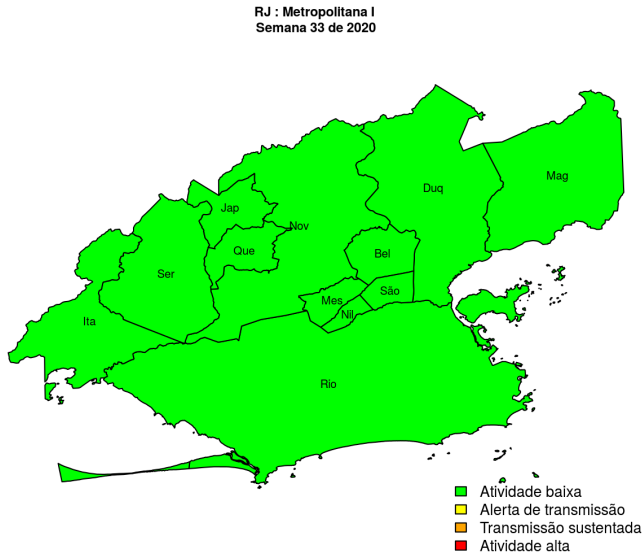 RJ : Metropolitana I
Semana 33 de 2020
Mag
Duq
Jap
Nov
Que
Bel
Ser
São
Mes
Nil
Ita
Rio
Atividade baixa
Alerta de transmissão
Transmissão sustentada
Atividade alta